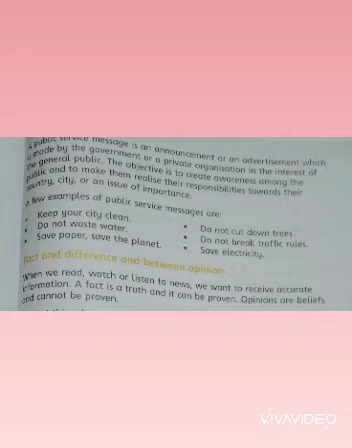 A public service message is an announcement or an advertisement which
is made by the government or a private organisation in the interest of
the general public. The objective is to create awareness among the
public and to make them realise their responsibilities towards their
country, city, or an issue of importance.
A few examples of public service messages are:
• Keep your city clean.
• Do not waste water.
• Save paper, save the planet.
• Do not cut down trees.
• Do not break traffic rules.
• Save electricity.
Fact and difference and between opinion
When we read, watch or listen to news, we want to receive accurate
information. A fact is a truth and it can be proven. Opinions are beliefs
and cannot be proven.
VIVAVIDEO